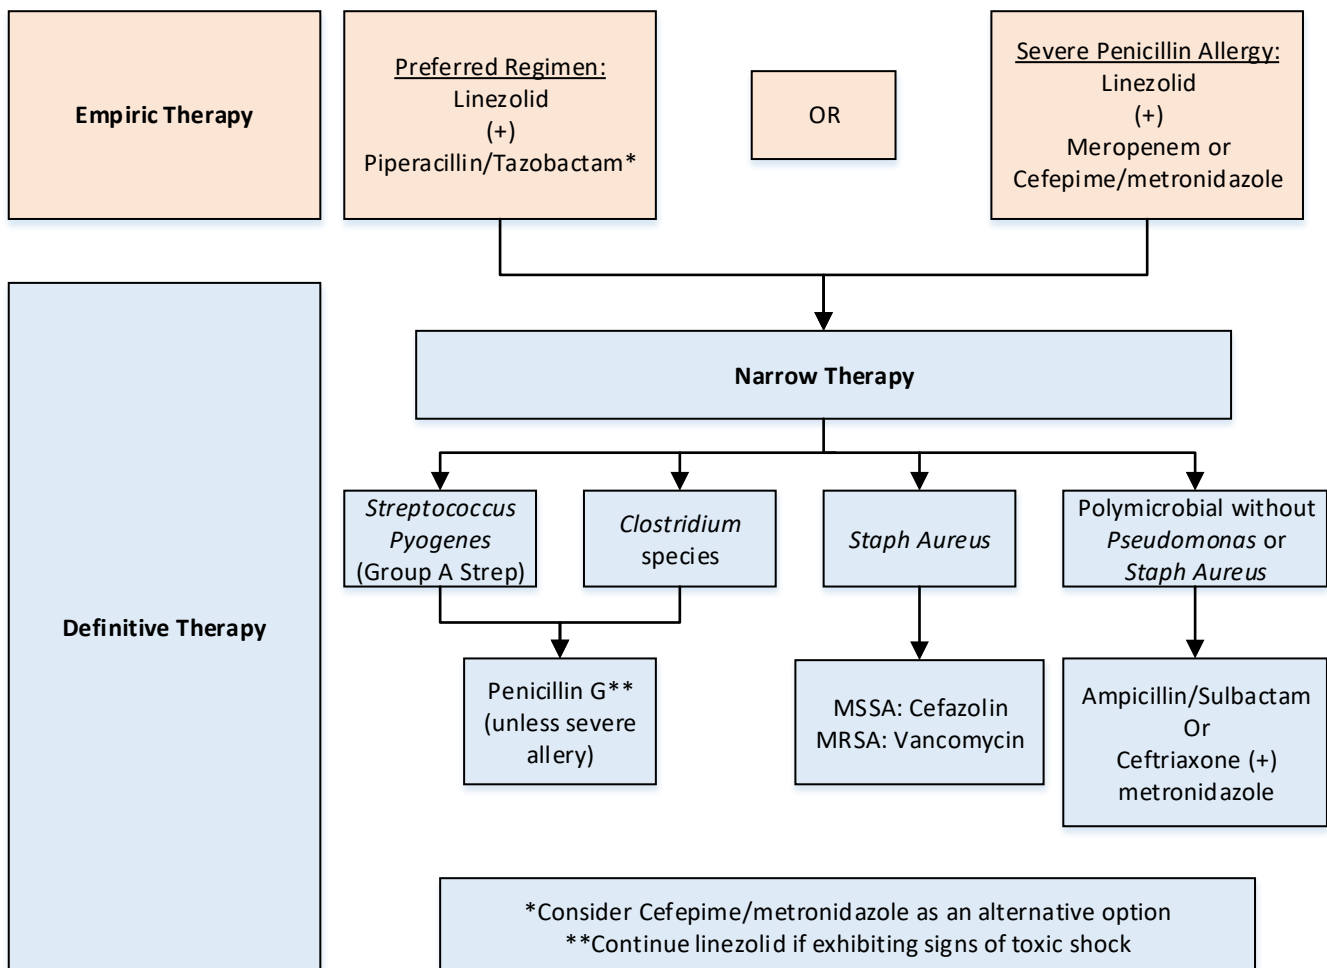 Empiric Therapy
Preferred Regimen:
Linezolid
(+)
Piperacillin/Tazobactam*
OR
Severe Penicillin Allergy:
Linezolid
(+)
Meropenem or
Cefepime/metronidazole
Definitive Therapy
Narrow Therapy
Streptococcus
Pyogenes
(Group A Strep)
Clostridium
species
Staph Aureus
Polymicrobial without
Pseudomonas or
Staph Aureus
Penicillin G**
(unless severe
allery)
MSSA: Cefazolin
MRSA: Vancomycin
Ampicillin/Sulbactam
Or
Ceftriaxone (+)
metronidazole
*Consider Cefepime/metronidazole as an alternative option
**Continue linezolid if exhibiting signs of toxic shock